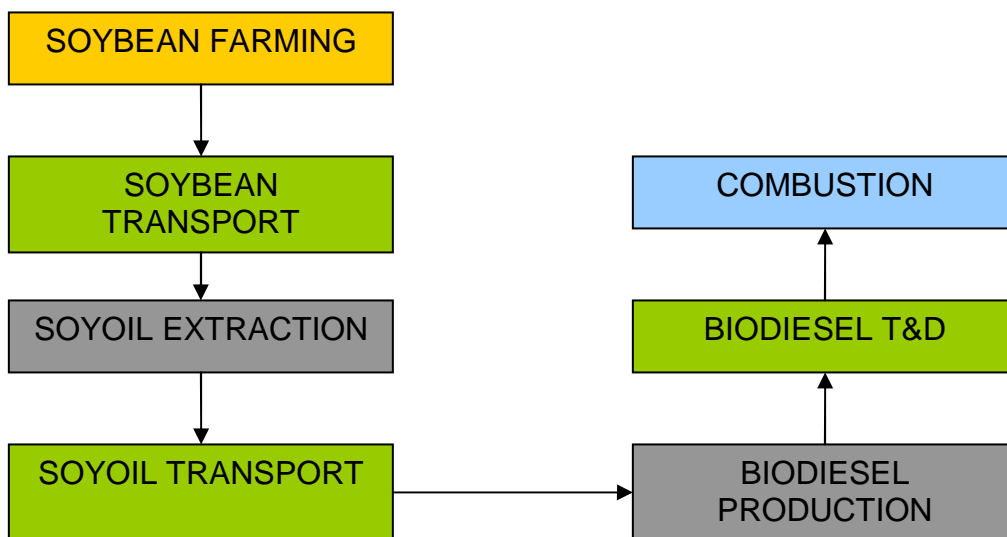 SOYBEAN FARMING
SOYBEAN
TRANSPORT
SOYOIL EXTRACTION
SOYOIL TRANSPORT
BIODIESEL
PRODUCTION
BIODIESEL T&D
COMBUSTION